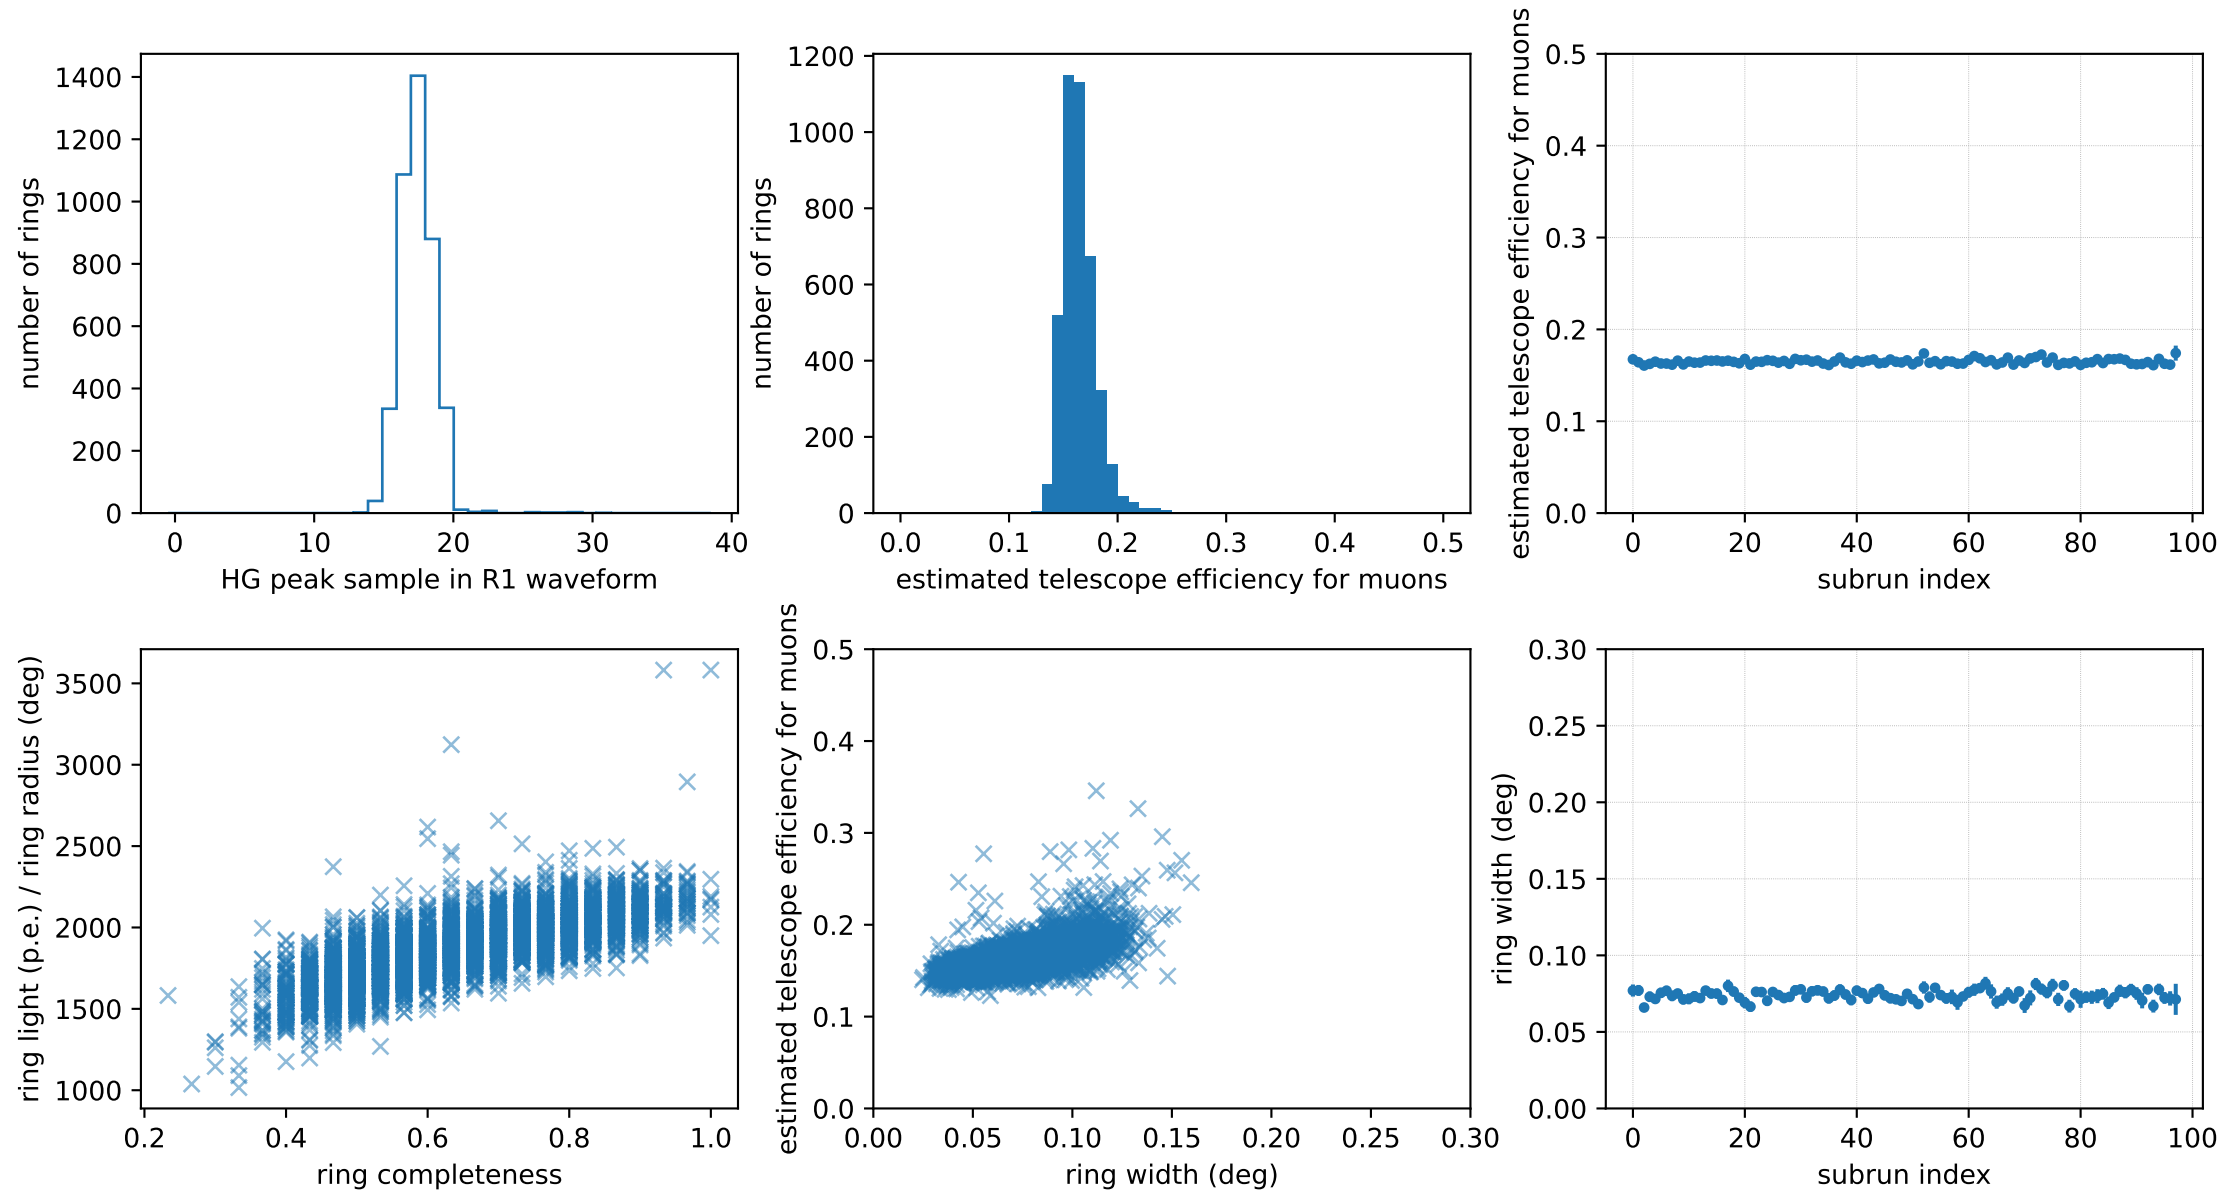 number of rings
1400
1200
1000
800
600
400
200
0
0 10 20 30 40
HG peak sample in R1 waveform
number of rings
1200
1000
800
600
400
200
0
0.0 0.1 0.2 0.3 0.4 0.5
estimated telescope efficiency for muons
estimated telescope efficiency for muons
0.5
0.4
0.3
0.2
0.1
0.0
0 20 40 60 80 100
subrun index
ring light (p.e.) / ring radius (deg)
3500
3000
2500
2000
1500
1000
0.2 0.4 0.6 0.8 1.0
ring completeness
estimated telescope efficiency for muons
0.5
0.4
0.3
0.2
0.1
0.0
0.00 0.05 0.10 0.15 0.20 0.25 0.30
ring width (deg)
ring width (deg)
0.30
0.25
0.20
0.15
0.10
0.05
0.00
0 20 40 60 80 100
subrun index